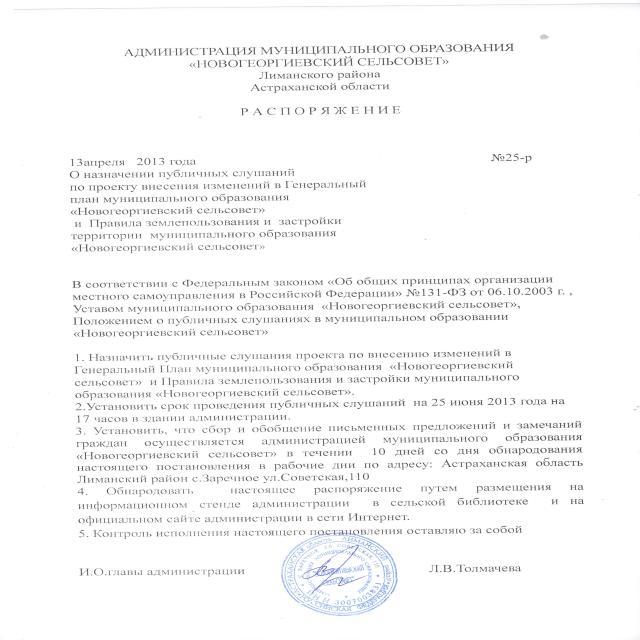 АДМИНИСТРАЦИЯ МУНИЦИПАЛЬНОГО ОБРАЗОВАНИЯ
«НОВОГЕОРГИЕВСКИЙ СЕЛЬСОВЕТ»
Лиманского района
Астраханской области
Р А С П О Р Я Ж Е Н И Е
13апреля 2013 года №25-р
О назначении публичных слушаний
по проекту внесения изменений в Генеральный
план муниципального образования
«Новогеоргиевский сельсовет»
и Правила землепользования и застройки
территории муниципального образования
«Новогеоргиевский сельсовет»
В соответствии с Федеральным законом «Об общих принципах организации
местного самоуправления в Российской Федерации» №131-ФЗ от 06.10.2003 г. ,
Уставом муниципального образования «Новогеоргиевский сельсовет»,
Положением о публичных слушаниях в муниципальном образовании
«Новогеоргиевский сельсовет»
1. Назначить публичные слушания проекта по внесению изменений в
Генеральный План муниципального образования «Новогеоргиевский
сельсовет» и Правила землепользования и застройки муниципального
образования «Новогеоргиевский сельсовет».
2.Установить срок проведения публичных слушаний на 25 июня 2013 года на
17 часов в здании администрации.
3. Установить, что сбор и обобщение письменных предложений и замечаний
граждан осуществляется администрацией муниципального образования
«Новогеоргиевский сельсовет» в течении 10 дней со дня обнародования
настоящего постановления в рабочие дни по адресу: Астраханская область
Лиманский район с.Заречное ул.Советская,110
4. Обнародовать настоящее распоряжение путем размещения на
информационном стенде администрации в сельской библиотеке и на
официальном сайте администрации в сети Интернет.
5. Контроль исполнения настоящего постановления оставляю за собой
И.О.главы администрации Л.В.Толмачева